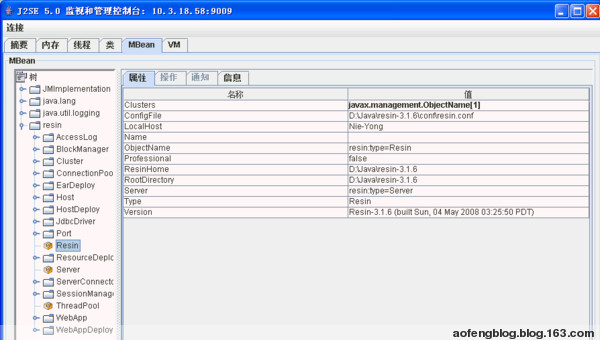 J2SE 5.0 监视和管理控制台: 10.3.18.58:9009
连接
摘要 内存 线程 类 MBean VM
MBean
树
JMImplementation
java.lang
java.util.logging
resin
AccessLog
BlockManager
Cluster
ConnectionPoo
EarDeploy
Host
HostDeploy
JdbcDriver
Port
Resin
ResourceDeplo
Server
ServerConnecto
SessionManag
ThreadPool
WebApp
WebAppDeploy
属性 操作 通知 信息
名称 值
Clusters javax.management.ObjectName[1]
ConfigFile D:\Java\resin-3.1.6\conf\resin.conf
LocalHost Nie-Yong
Name
ObjectName resin:type=Resin
Professional false
ResinHome D:\Java\resin-3.1.6
RootDirectory D:\Java\resin-3.1.6
Server resin:type=Server
Type Resin
Version Resin-3.1.6 (built Sun, 04 May 2008 03:25:50 PDT)
aofengblog.blog.163.com